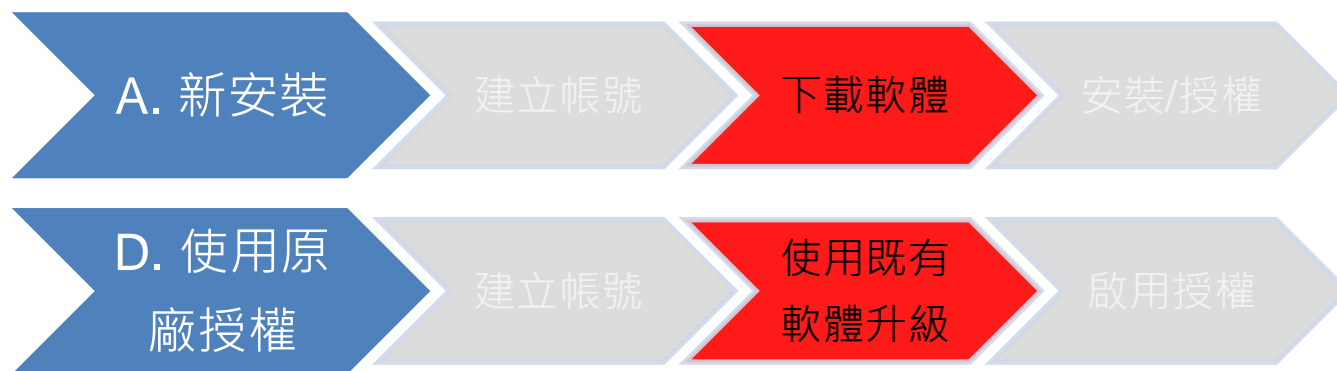 A. 新安裝
建立帳號
下載軟體
安裝/授權
D. 使用原
廠授權
建立帳號
使用既有
軟體升級
啟用授權